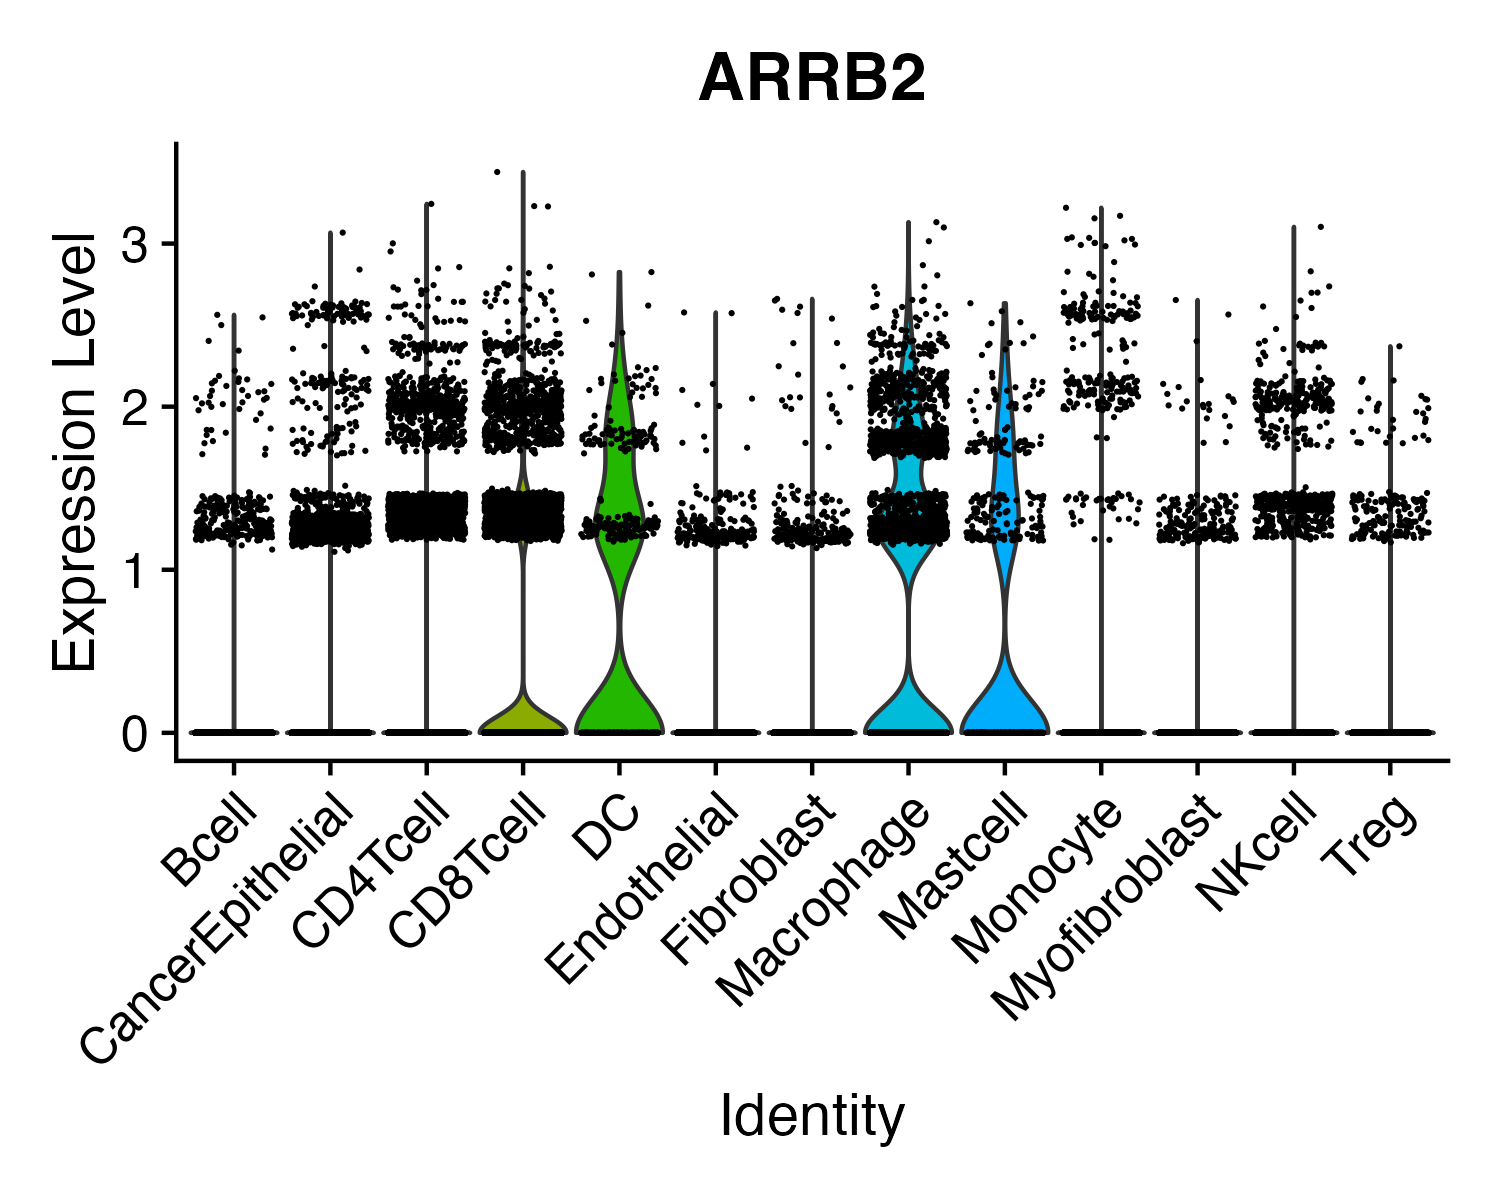 ARRB2
Expression Level
3
2
1
0
Bcell
CancerEpithelial
CD4Tcell
CD8Tcell
DC
Endothelial
Fibroblast
Macrophage
Mastcell
Monocyte
Myofibroblast
NKcell
Treg
Identity